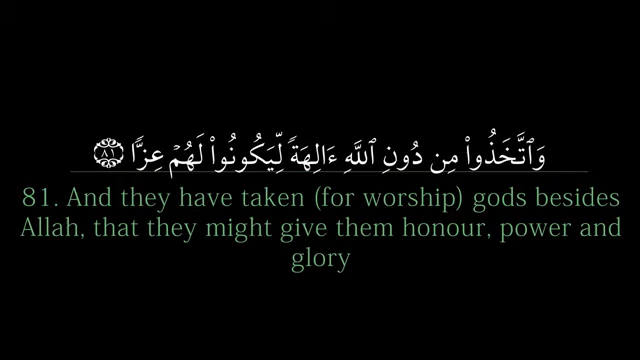 وَٱتَّخَذُوا۟ مِن دُونِ ٱللَّهِ ءَالِهَةً لِّيَكُونُوا۟ لَهُمْ عِزًّا ۝٨١
81. And they have taken (for worship) gods besides
Allah, that they might give them honour, power and
glory